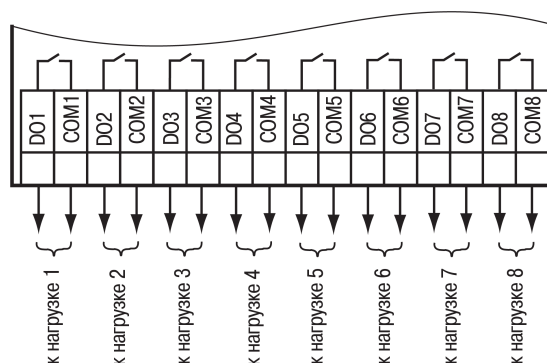 DO1
COM1
DO2
COM2
DO3
COM3
DO4
COM4
DO5
COM5
DO6
COM6
DO7
COM7
DO8
COM8
к нагрузке 1
к нагрузке 2
к нагрузке 3
к нагрузке 4
к нагрузке 5
к нагрузке 6
к нагрузке 7
к нагрузке 8